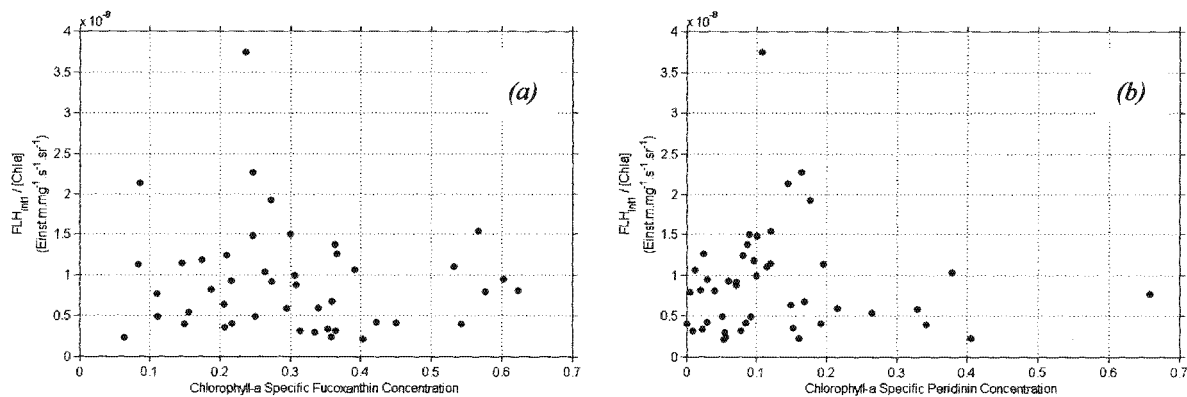 x 10⁻⁸
4
3.5
3
2.5
2
1.5
1
0.5
0
FLH_int1 / [Chla]
(Einst.m.mg⁻¹.s⁻¹.sr⁻¹)
(a)
0 0.1 0.2 0.3 0.4 0.5 0.6 0.7
Chlorophyll-a Specific Fucoxanthin Concentration
x 10⁻⁸
4
3.5
3
2.5
2
1.5
1
0.5
0
FLH_int1 / [Chla]
(Einst.m.mg⁻¹.s⁻¹.sr⁻¹)
(b)
0 0.1 0.2 0.3 0.4 0.5 0.6 0.7
Chlorophyll-a Specific Peridinin Concentration